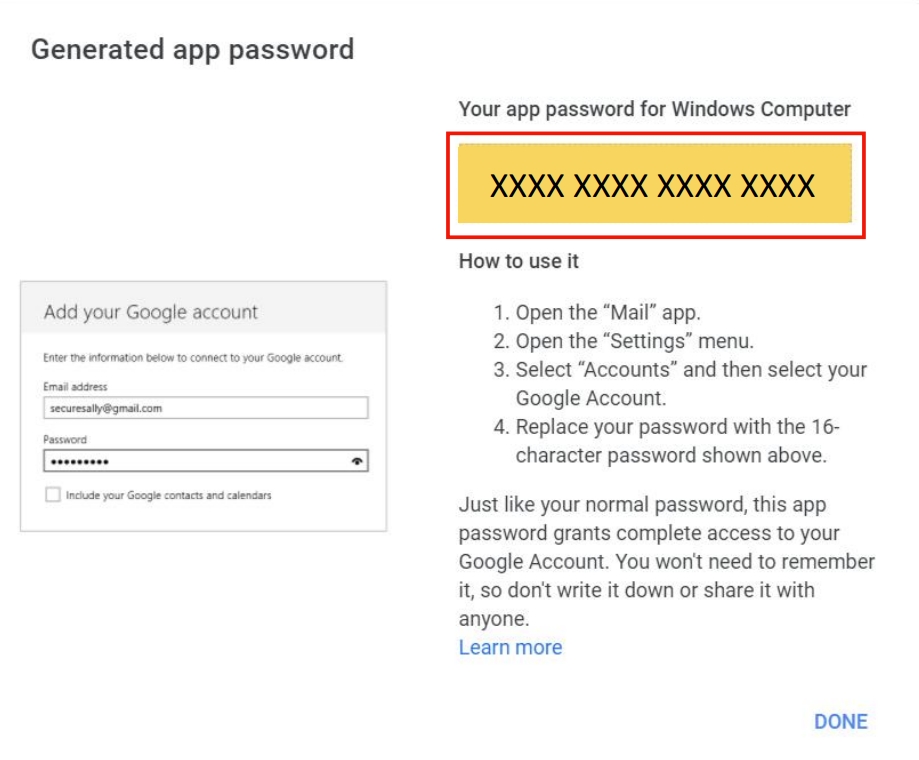 Generated app password
Your app password for Windows Computer
XXXX XXXX XXXX XXXX
How to use it
1. Open the “Mail” app.
2. Open the “Settings” menu.
3. Select “Accounts” and then select your
Google Account.
4. Replace your password with the 16-
character password shown above.
Just like your normal password, this app
password grants complete access to your
Google Account. You won't need to remember
it, so don't write it down or share it with
anyone.
Learn more
DONE
Add your Google account
Enter the information below to connect to your Google account.
Email address
securesally@gmail.com
Password
•••••••••
Include your Google contacts and calendars